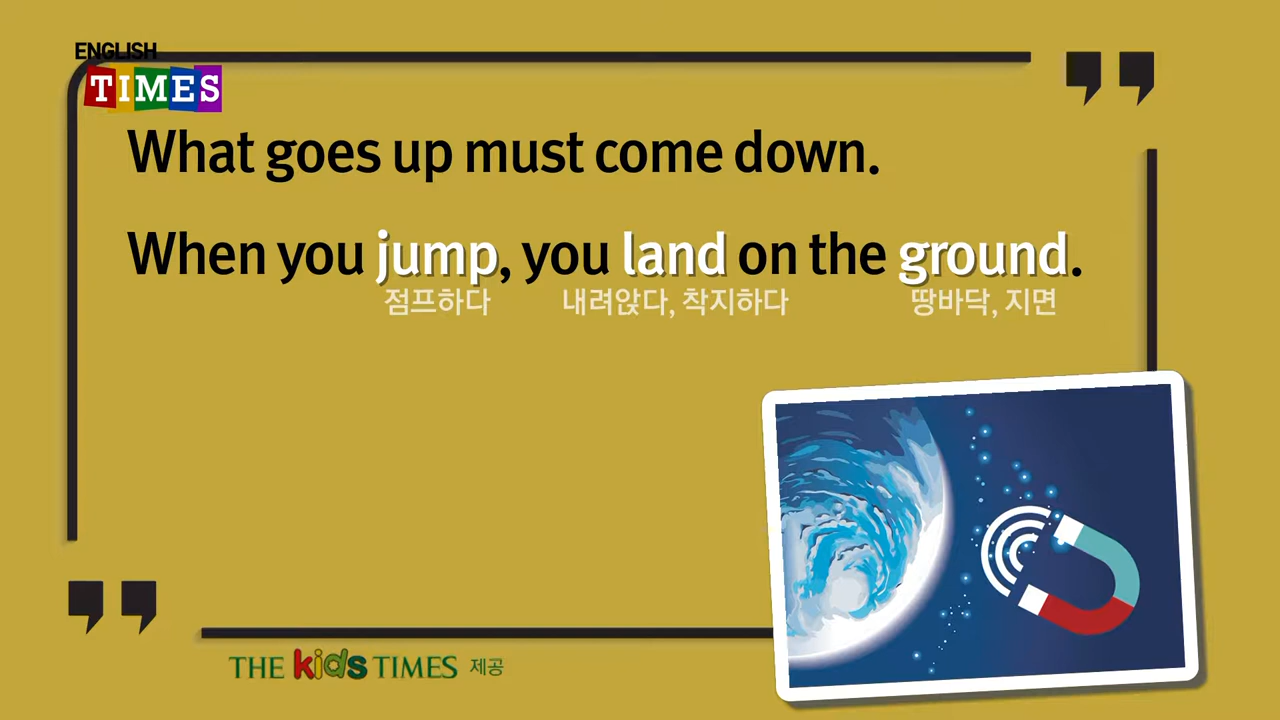 ENGLISH
TIMES
What goes up must come down.
When you jump, you land on the ground.
점프하다 내려앉다, 착지하다 땅바닥, 지면
THE kids TIMES 제공